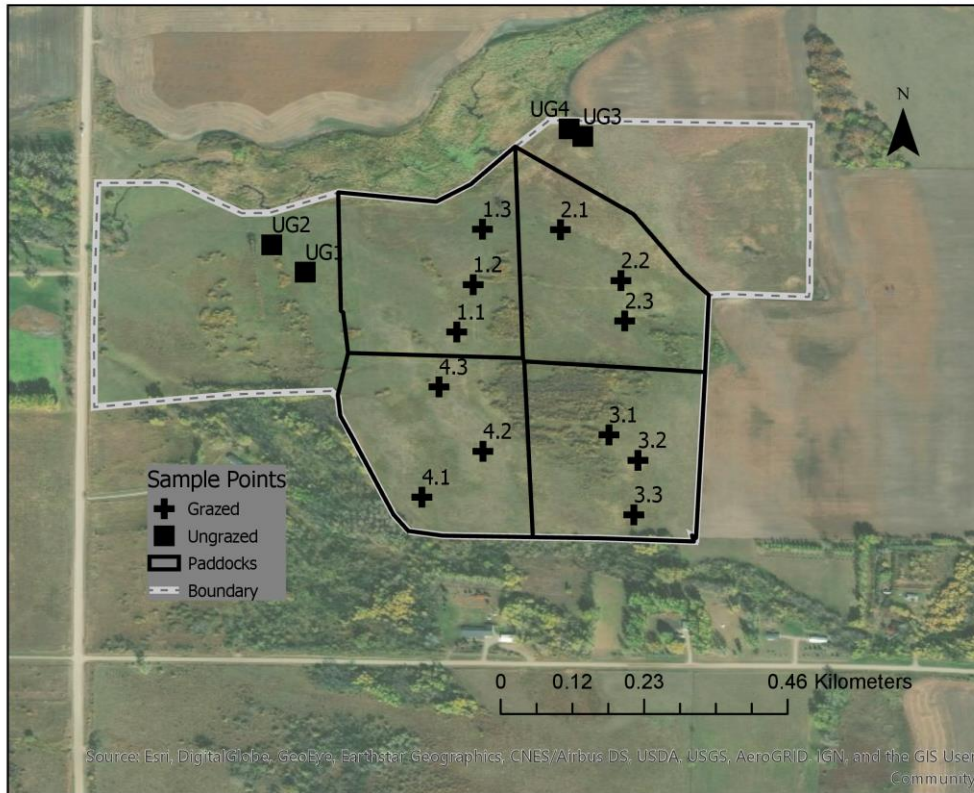 UG4
UG3
N
UG2
UG1
1.3
2.1
1.2
2.2
1.1
2.3
4.3
3.1
4.2
3.2
4.1
3.3
Sample Points
Grazed
Ungrazed
Paddocks
Boundary
0 0.12 0.23 0.46 Kilometers
Source: Esri, DigitalGlobe, GeoEye, Earthstar Geographics, CNES/Airbus DS, USDA, USGS, AeroGRID, IGN, and the GIS User
Community